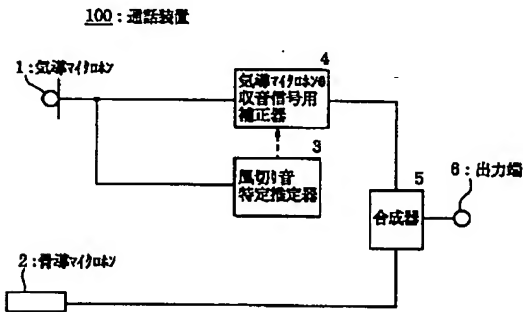 100：通話装置
1：気導マイクロホン
4
気導マイクロホンの
収音信号用
補正器
3
風切り音
特定推定器
5
合成器
6：出力端
2：骨導マイクロホン